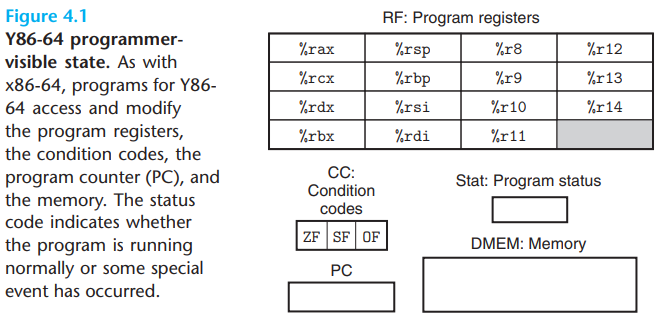 Figure 4.1
Y86-64 programmer-
visible state. As with
x86-64, programs for Y86-
64 access and modify
the program registers,
the condition codes, the
program counter (PC), and
the memory. The status
code indicates whether
the program is running
normally or some special
event has occurred.
RF: Program registers
%rax %rsp %r8 %r12
%rcx %rbp %r9 %r13
%rdx %rsi %r10 %r14
%rbx %rdi %r11
CC:
Condition
codes
ZF SF OF
PC
Stat: Program status
DMEM: Memory